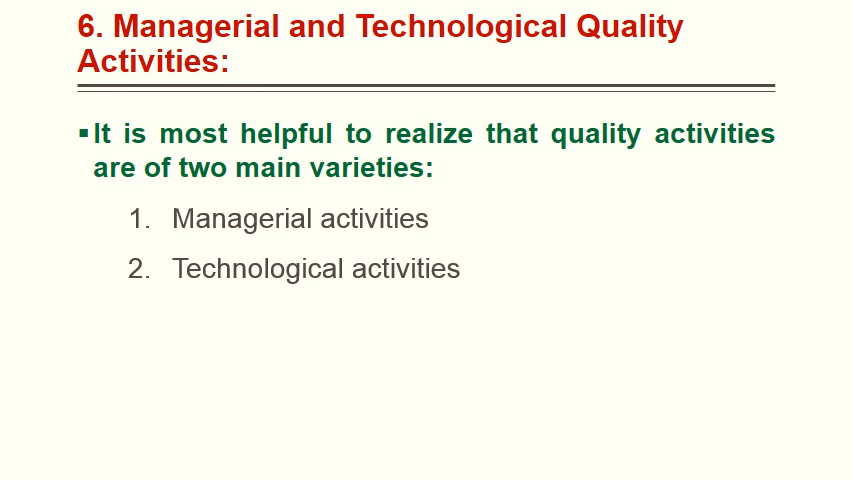 6. Managerial and Technological Quality
Activities:
▪It is most helpful to realize that quality activities
are of two main varieties:
1. Managerial activities
2. Technological activities